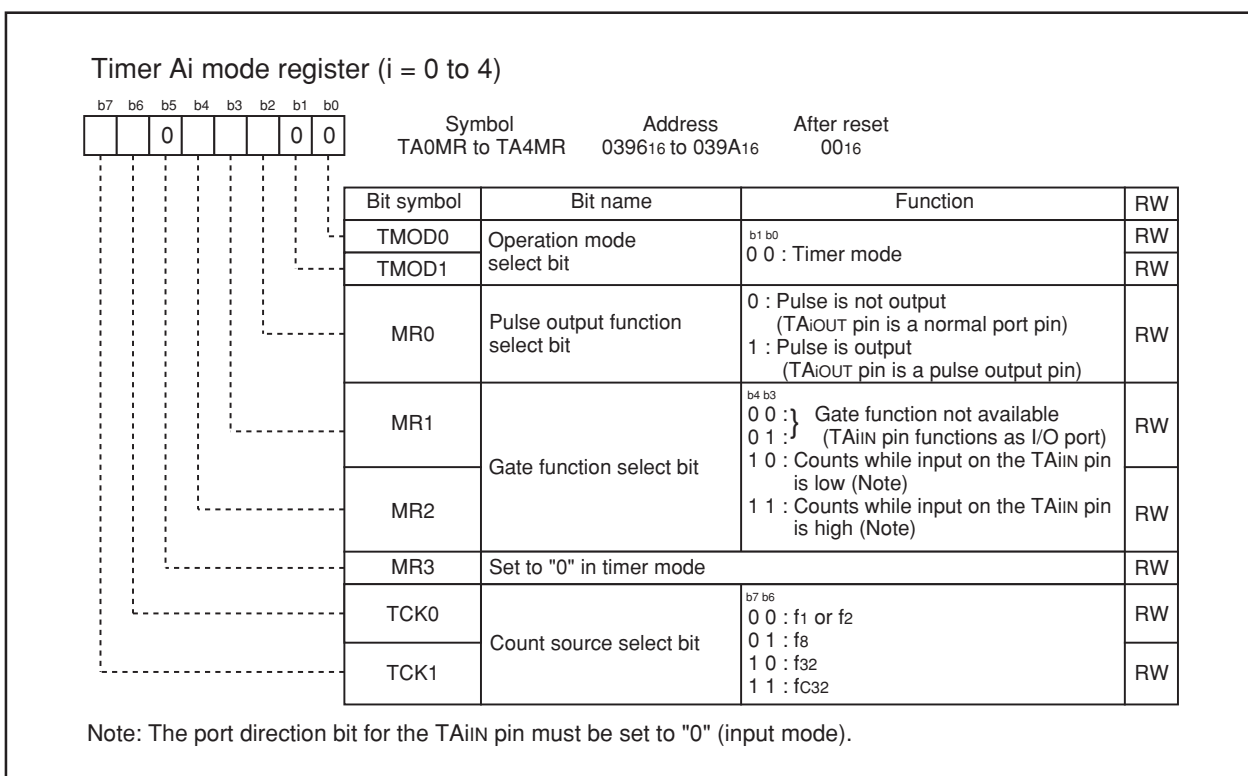 Timer Ai mode register (i = 0 to 4)
b7 b6 b5 b4 b3 b2 b1 b0
0 0 0
Symbol Address After reset
TA0MR to TA4MR 039616 to 039A16 0016
Bit symbol Bit name Function RW
TMOD0 RW
TMOD1 RW
Operation mode
select bit
b1 b0
0 0 : Timer mode
MR0
Pulse output function
select bit
0 : Pulse is not output
(TAiOUT pin is a normal port pin)
1 : Pulse is output
(TAiOUT pin is a pulse output pin)
RW
MR1 RW
MR2 RW
Gate function select bit
b4 b3
0 0 :} Gate function not available
0 1 : (TAiIN pin functions as I/O port)
1 0 : Counts while input on the TAiIN pin
is low (Note)
1 1 : Counts while input on the TAiIN pin
is high (Note)
MR3 Set to "0" in timer mode RW
TCK0 RW
TCK1 RW
Count source select bit
b7 b6
0 0 : f1 or f2
0 1 : f8
1 0 : f32
1 1 : fC32
Note: The port direction bit for the TAiIN pin must be set to "0" (input mode).